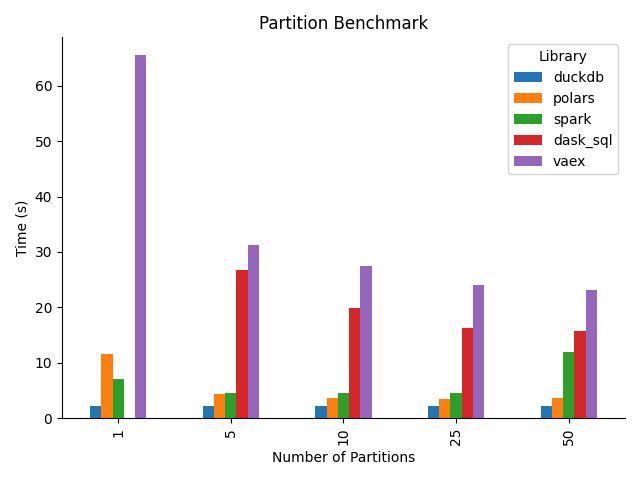 Partition Benchmark
Library
duckdb
polars
spark
dask_sql
vaex
Time (s)
60
50
40
30
20
10
0
1
5
10
25
50
Number of Partitions